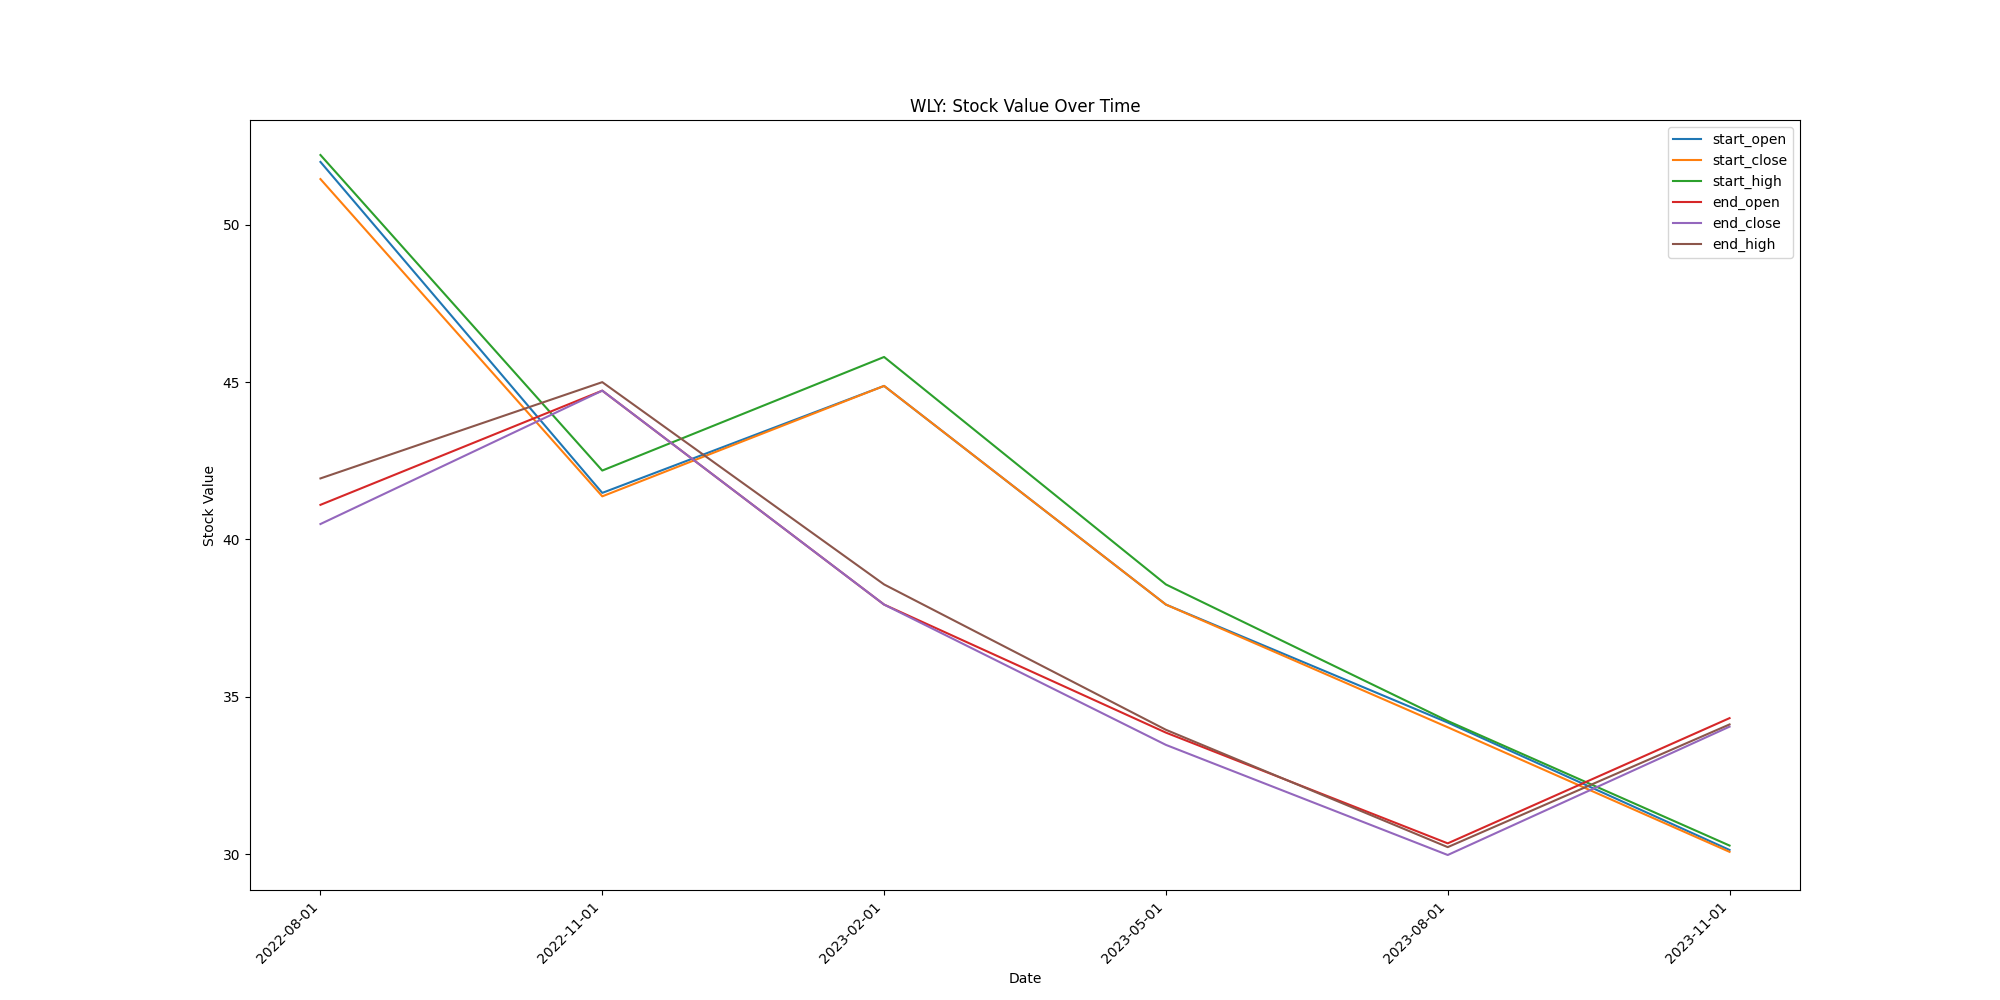 WLY: Stock Value Over Time
start_open
start_close
start_high
end_open
end_close
end_high
Stock Value
50
45
40
35
30
2022-08-01
2022-11-01
2023-02-01
2023-05-01
2023-08-01
2023-11-01
Date